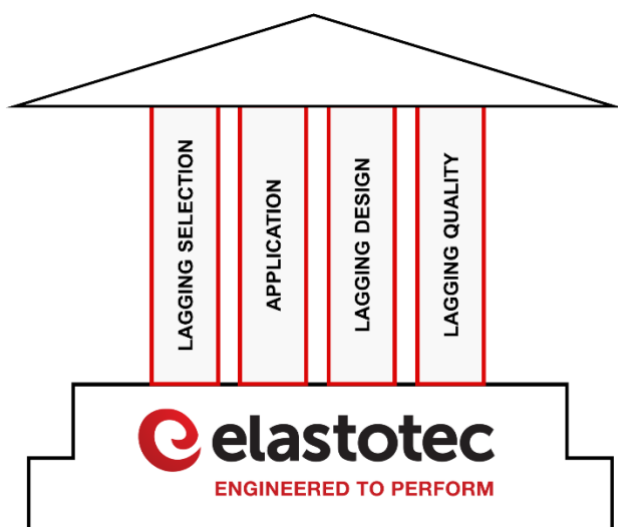 LAGGING SELECTION
APPLICATION
LAGGING DESIGN
LAGGING QUALITY
elastotec
ENGINEERED TO PERFORM